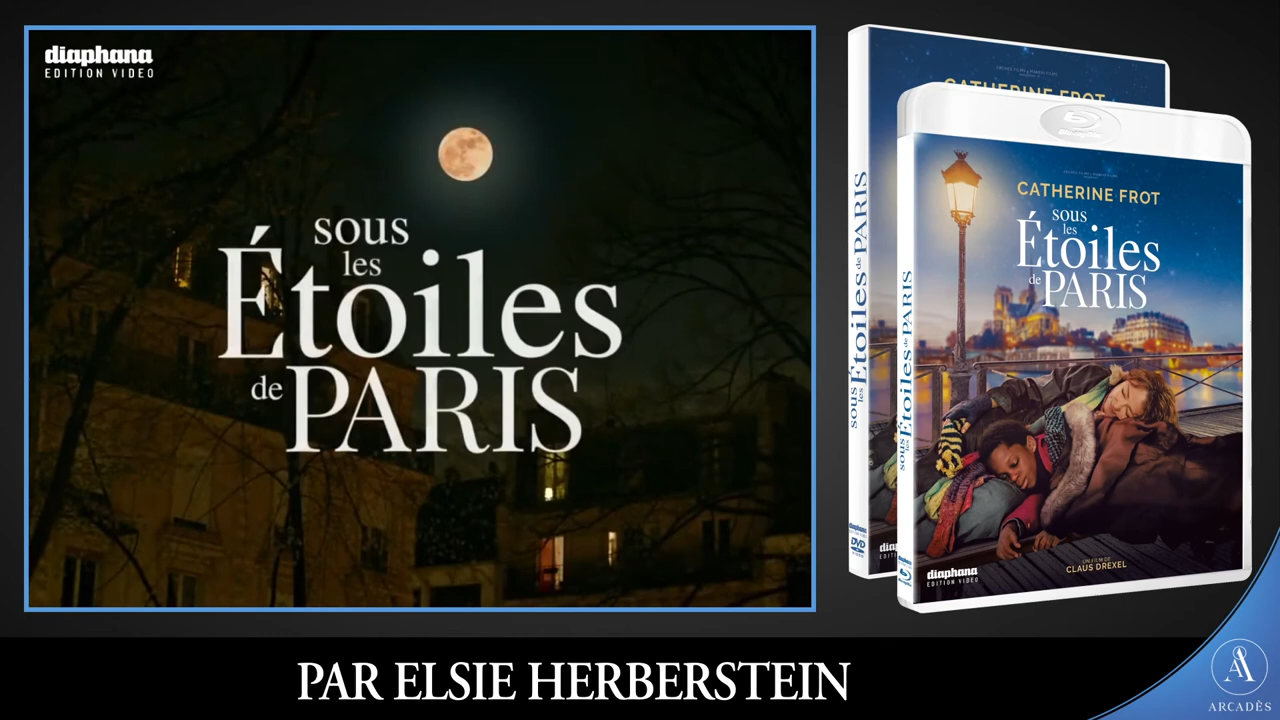 diaphana
EDITION VIDEO
sous
les
Étoiles
de PARIS
CATHERINE FROT
sous les Étoiles de PARIS
DVD
CATHERINE FROT
sous
les
Étoiles
de PARIS
sous les Étoiles de PARIS
UN FILM DE
CLAUS DREXEL
diaphana
EDITION VIDEO
PAR ELSIE HERBERSTEIN
ARCADÈS